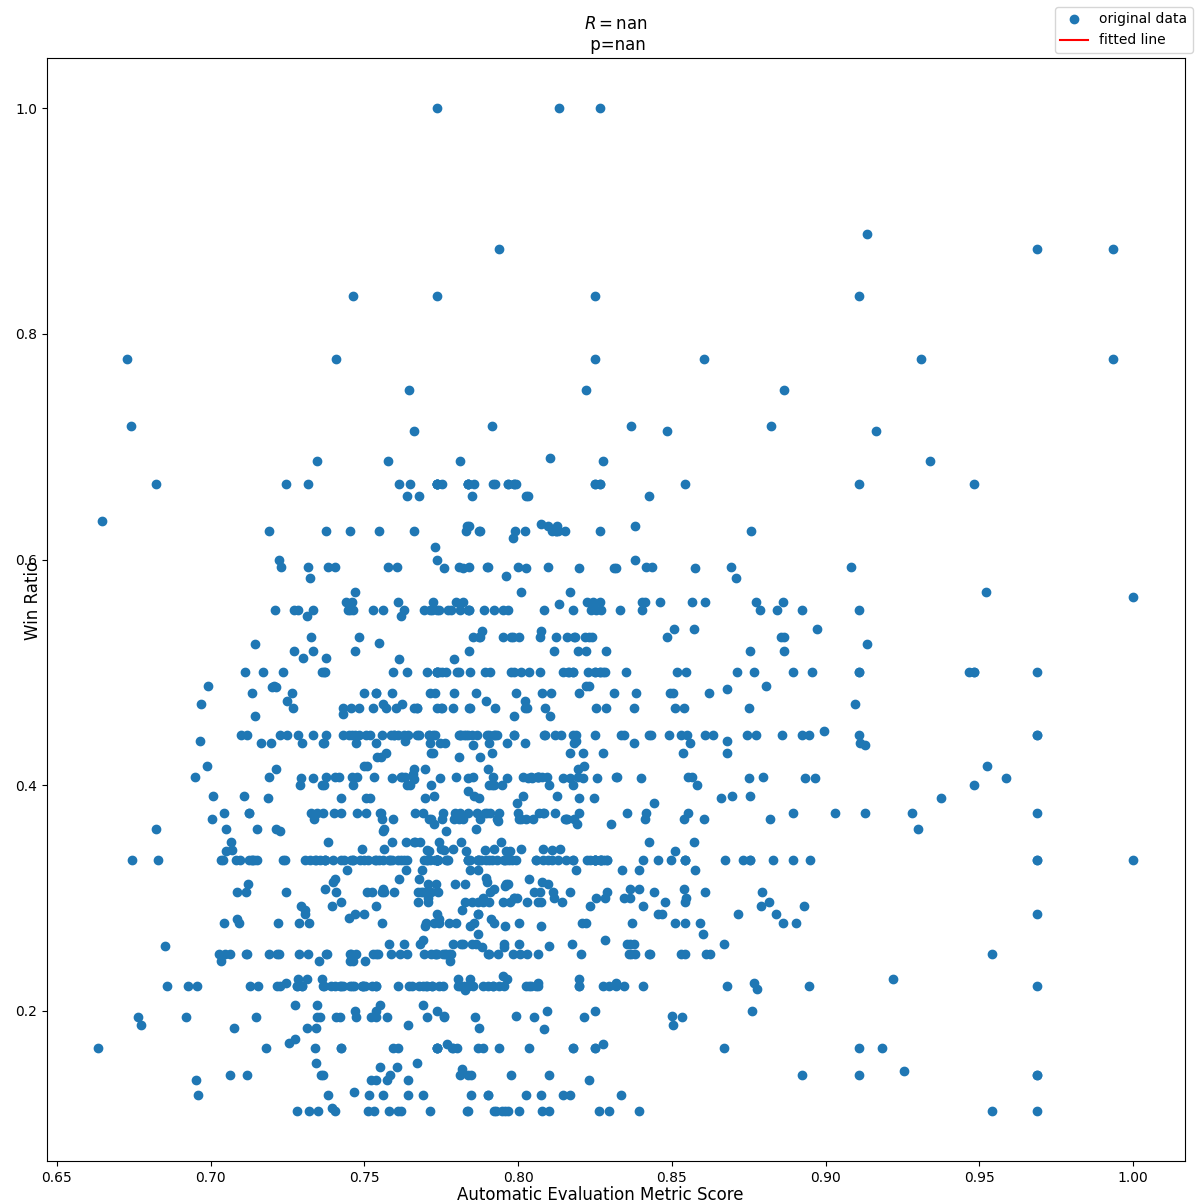 R = nan
p=nan
original data
fitted line
1.0
0.8
0.6
0.4
0.2
Win Ratio
0.65 0.70 0.75 0.80 0.85 0.90 0.95 1.00
Automatic Evaluation Metric Score